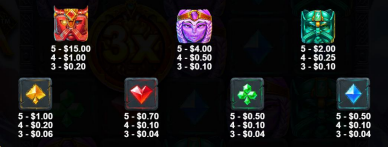 3X
5 - $15.00
4 - $1.00
3 - $0.20
5 - $4.00
4 - $0.50
3 - $0.10
5 - $2.00
4 - $0.25
3 - $0.10
5 - $1.00
4 - $0.20
3 - $0.06
5 - $0.70
4 - $0.10
3 - $0.04
5 - $0.50
4 - $0.10
3 - $0.04
5 - $0.50
4 - $0.10
3 - $0.04